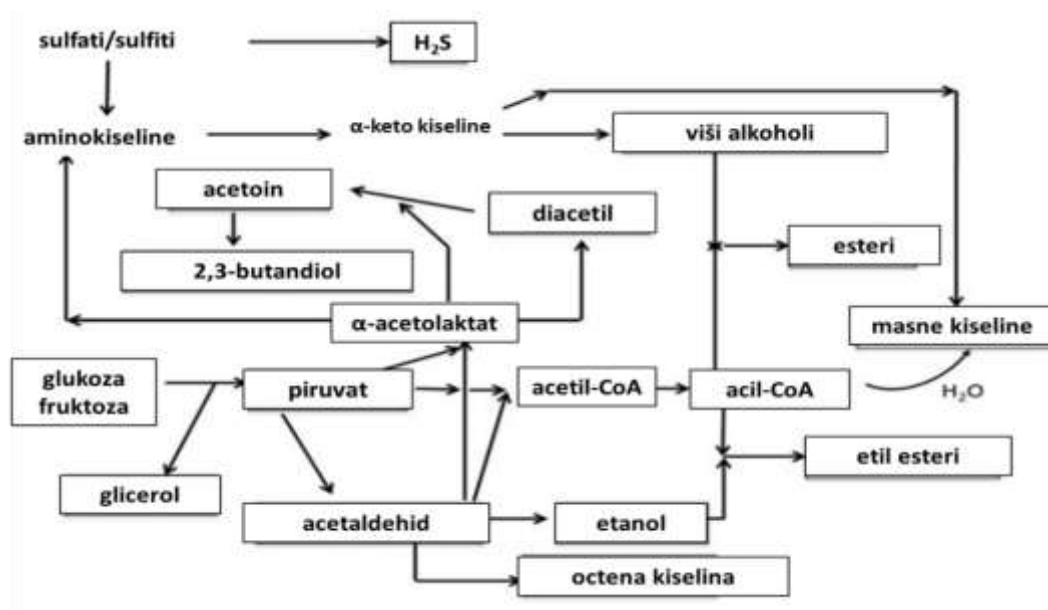 sulfati/sulfiti
H₂S
aminokiseline
α-keto kiseline
viši alkoholi
acetoin
diacetil
esteri
2,3-butandiol
α-acetolaktat
masne kiseline
glukoza
fruktoza
piruvat
acetil-CoA
acil-CoA
H₂O
etil esteri
glicerol
acetaldehid
etanol
octena kiselina